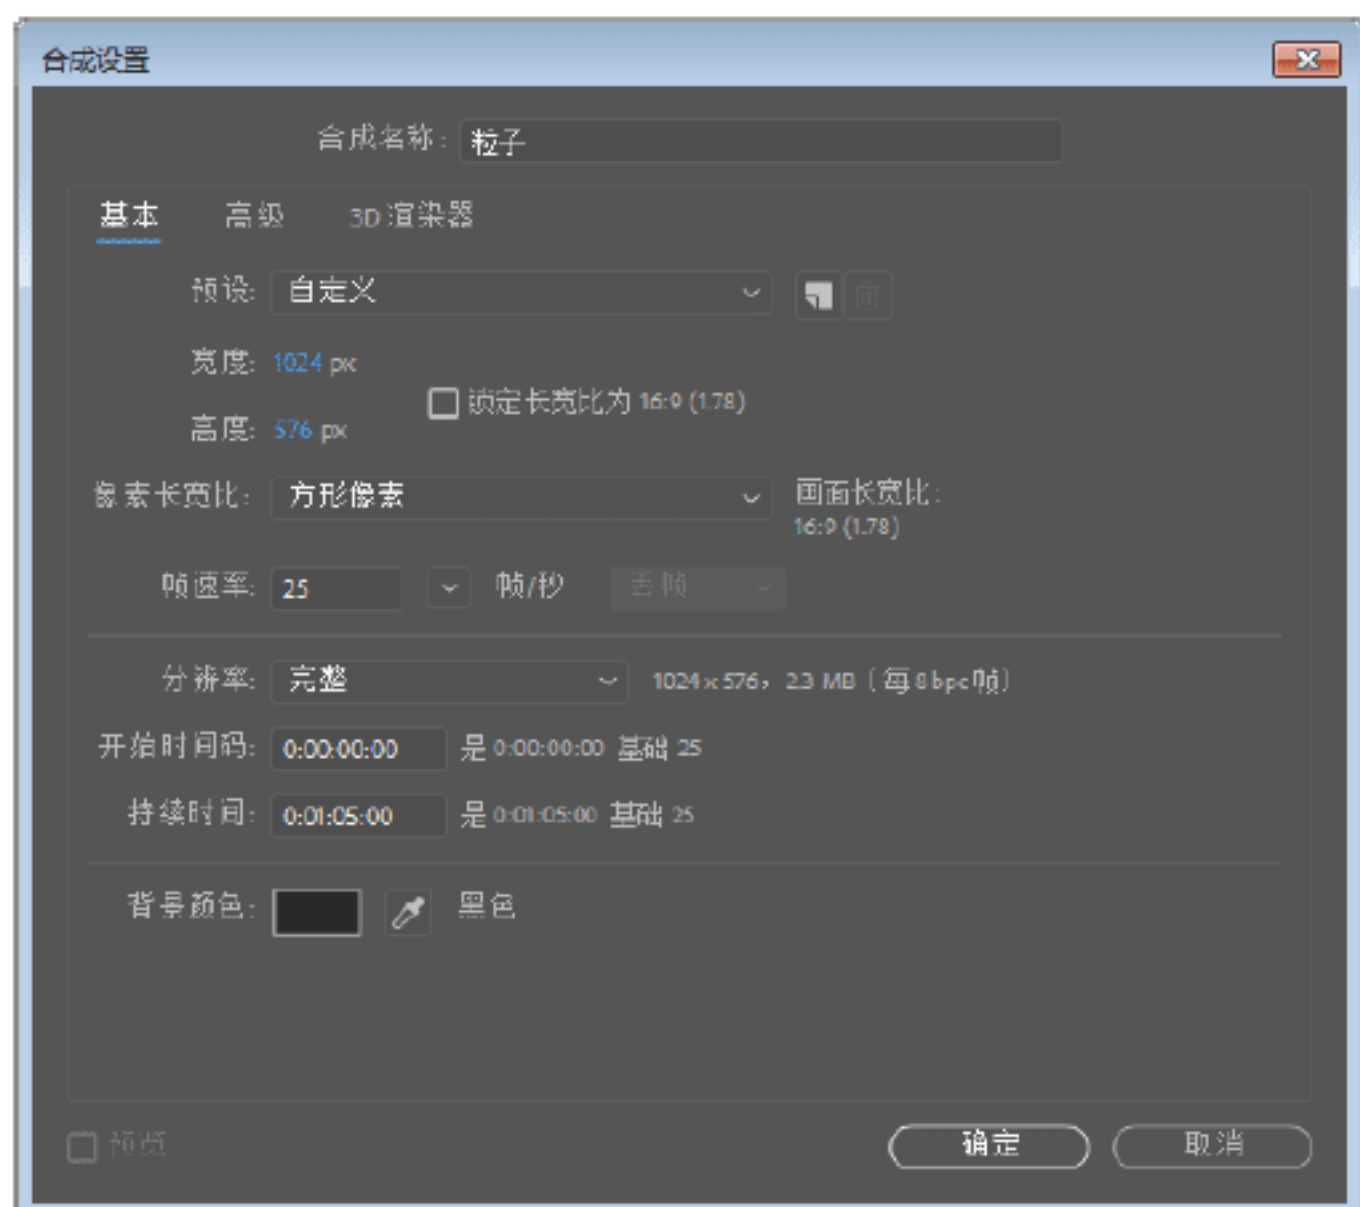 合成设置
合成名称: 粒子
基本 高级 3D 渲染器
预设: 自定义
宽度: 1024 px
锁定长宽比为 16:9 (1.78)
高度: 576 px
像素长宽比: 方形像素 画面长宽比:
16:9 (1.78)
帧速率: 25 帧/秒 丢帧
分辨率: 完整 1024 x 576，2.3 MB（每 8 bpc 帧）
开始时间码: 0:00:00:00 是 0:00:00:00 基础 25
持续时间: 0:01:05:00 是 0:01:05:00 基础 25
背景颜色: 黑色
预览 确定 取消